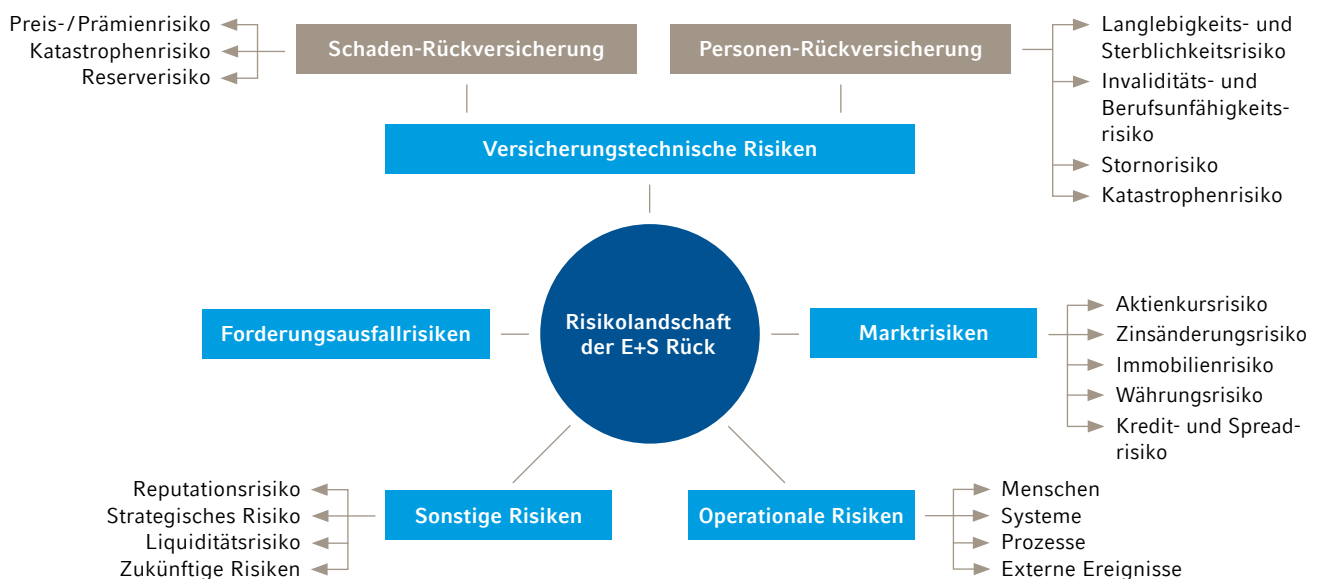 Preis-/Prämienrisiko
Katastrophenrisiko
Reserverisiko
Schaden-Rückversicherung
Personen-Rückversicherung
Langlebigkeits- und
Sterblichkeitsrisiko
Invaliditäts- und
Berufsunfähigkeits-
risiko
Stornorisiko
Katastrophenrisiko
Versicherungstechnische Risiken
Forderungsausfallrisiken
Risikolandschaft
der E+S Rück
Marktrisiken
Aktienkursrisiko
Zinsänderungsrisiko
Immobilienrisiko
Währungsrisiko
Kredit- und Spread-
risiko
Reputationsrisiko
Strategisches Risiko
Liquiditätsrisiko
Zukünftige Risiken
Sonstige Risiken
Operationale Risiken
Menschen
Systeme
Prozesse
Externe Ereignisse